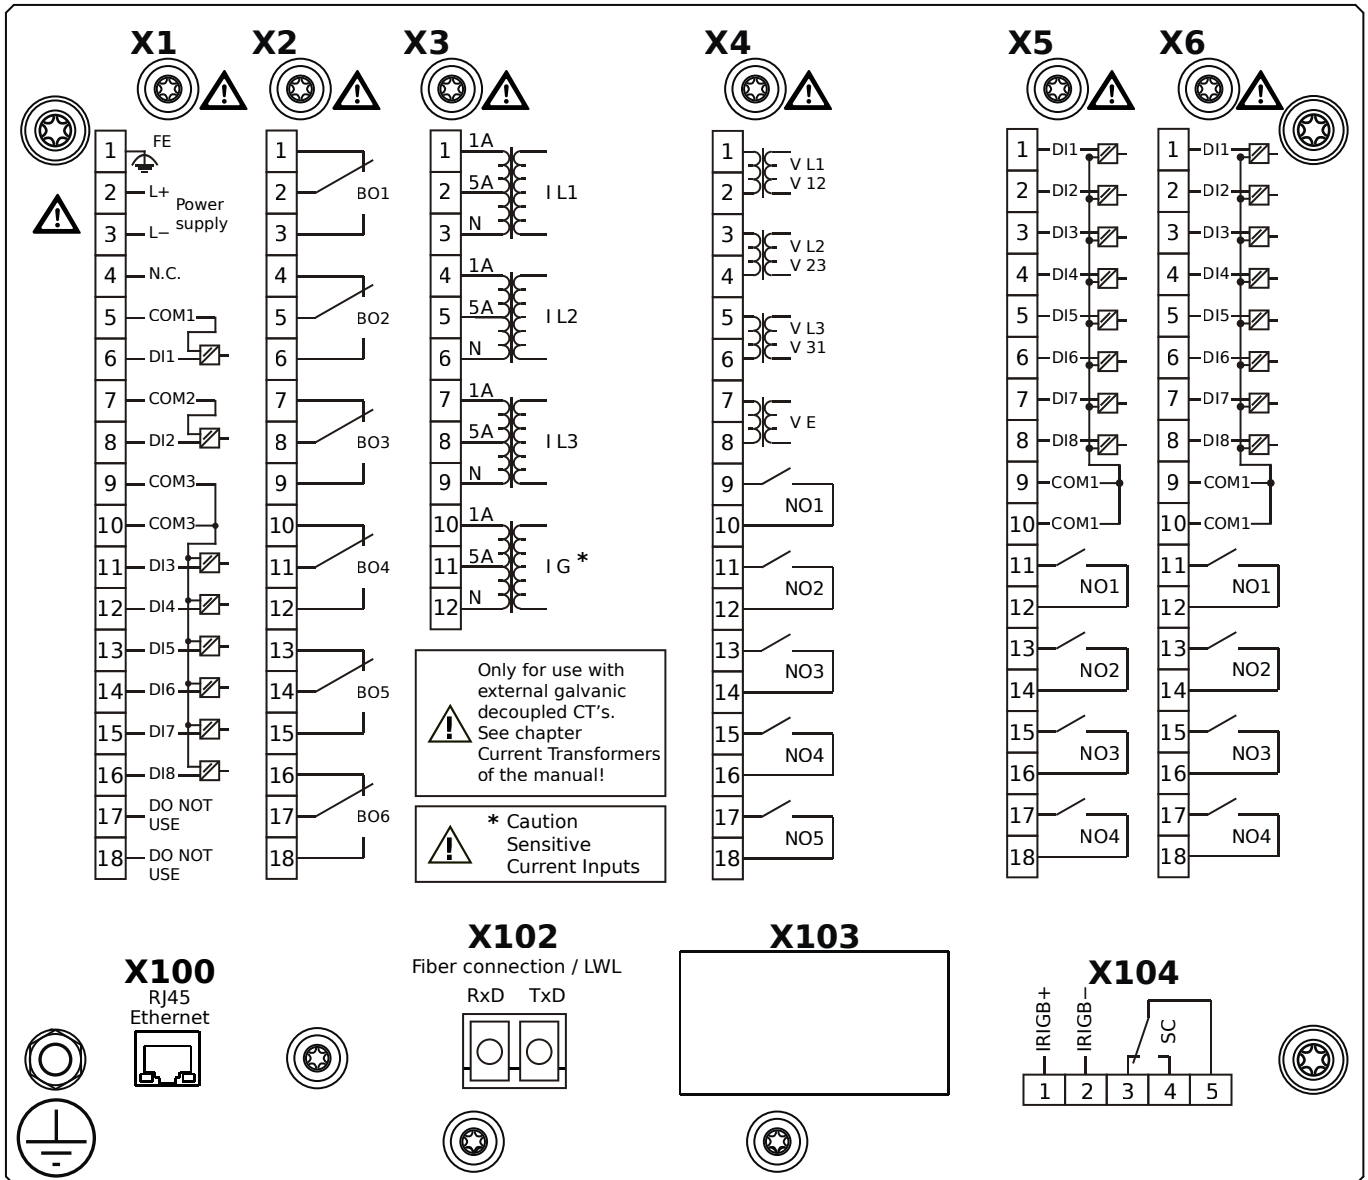 X1
X2
X3
X4
X5
X6
1 FE
2 L+ Power
supply
3 L−
4 N.C.
5 COM1
6 DI1
7 COM2
8 DI2
9 COM3
10 COM3
11 DI3
12 DI4
13 DI5
14 DI6
15 DI7
16 DI8
17 DO NOT
USE
18 DO NOT
USE
1
2 BO1
3
4
5 BO2
6
7
8 BO3
9
10
11 BO4
12
13
14 BO5
15
16
17 BO6
18
1 1A
2 5A I L1
3 N
4 1A
5 5A I L2
6 N
7 1A
8 5A I L3
9 N
10 1A
11 5A I G *
12 N
Only for use with
external galvanic
decoupled CT's.
See chapter
Current Transformers
of the manual!
* Caution
Sensitive
Current Inputs
1 V L1
2 V 12
3 V L2
4 V 23
5 V L3
6 V 31
7 V E
8
9
NO1
10
11
NO2
12
13
NO3
14
15
NO4
16
17
NO5
18
1 DI1
2 DI2
3 DI3
4 DI4
5 DI5
6 DI6
7 DI7
8 DI8
9 COM1
10 COM1
11
NO1
12
13
NO2
14
15
NO3
16
17
NO4
18
1 DI1
2 DI2
3 DI3
4 DI4
5 DI5
6 DI6
7 DI7
8 DI8
9 COM1
10 COM1
11
NO1
12
13
NO2
14
15
NO3
16
17
NO4
18
X100
RJ45
Ethernet
X102
Fiber connection / LWL
RxD TxD
X103
X104
IRIGB+
IRIGB−
SC
1 2 3 4 5